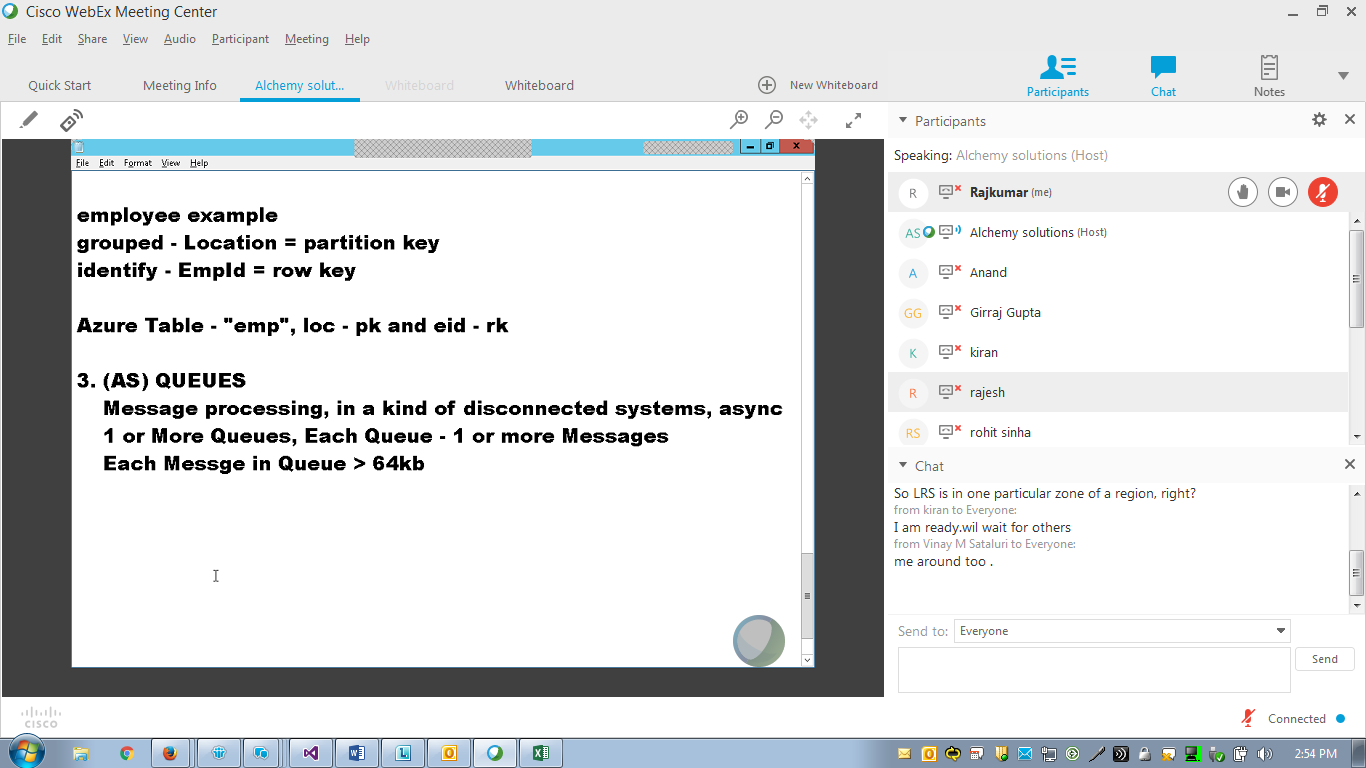 Cisco WebEx Meeting Center
File Edit Share View Audio Participant Meeting Help
Quick Start Meeting Info Alchemy solut... Whiteboard Whiteboard New Whiteboard
Participants Chat Notes
File Edit Format View Help
employee example
grouped - Location = partition key
identify - EmpId = row key
Azure Table - "emp", loc - pk and eid - rk
3. (AS) QUEUES
Message processing, in a kind of disconnected systems, async
1 or More Queues, Each Queue - 1 or more Messages
Each Messge in Queue > 64kb
Participants
Speaking: Alchemy solutions (Host)
R Rajkumar (me)
AS Alchemy solutions (Host)
A Anand
GG Girraj Gupta
K kiran
R rajesh
RS rohit sinha
Chat
So LRS is in one particular zone of a region, right?
from kiran to Everyone:
I am ready.wil wait for others
from Vinay M Sataluri to Everyone:
me around too .
Send to: Everyone
Send
CISCO
Connected
2:54 PM